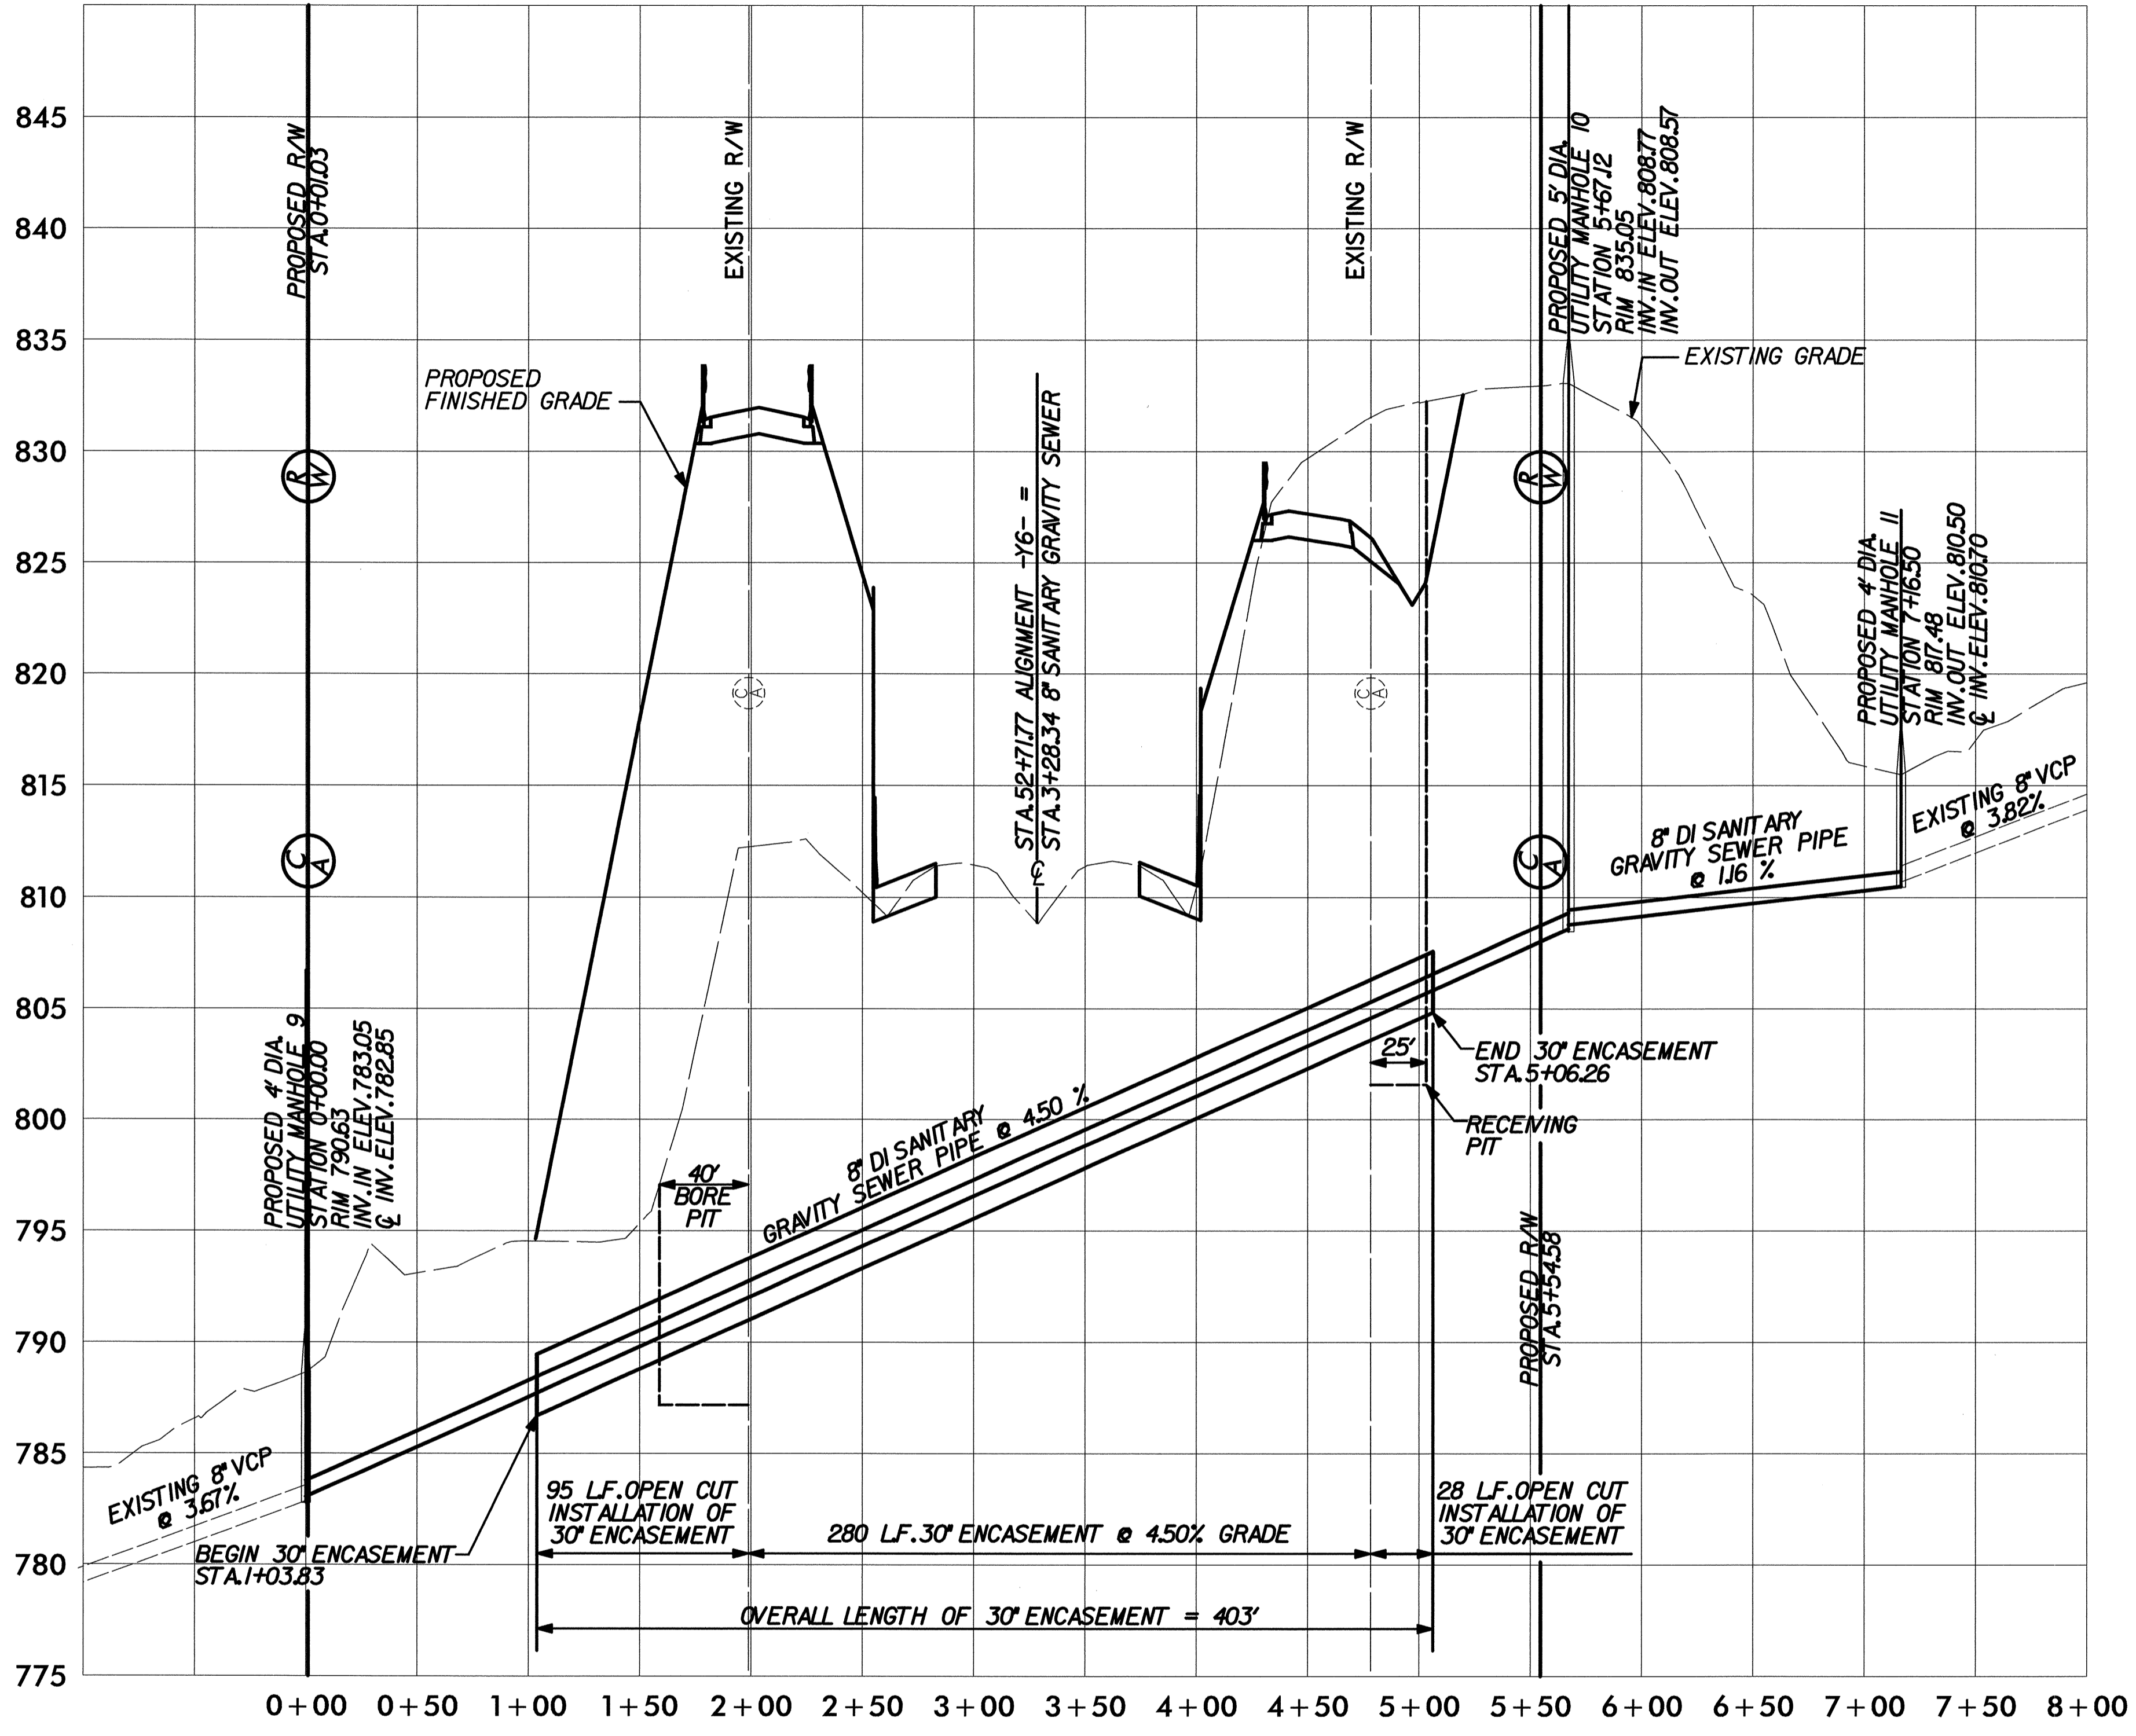 845
840
835
830
825
820
815
810
805
800
795
790
785
780
775
0+00
0+50
1+00
1+50
2+00
2+50
3+00
3+50
4+00
4+50
5+00
5+50
6+00
6+50
7+00
7+50
8+00
PROPOSED R/W
STA. 0+01.03
EXISTING R/W
EXISTING R/W
PROPOSED 5' DIA.
UTILITY MANHOLE 10
STATION 5+67.12
RIM 835.05
INV. IN ELEV. 808.77
INV. OUT ELEV. 808.57
PROPOSED
FINISHED GRADE
EXISTING GRADE
R
W
R
W
STA. 52+71.77 ALIGNMENT -Y6- =
STA. 3+28.34 8" SANITARY GRAVITY SEWER
℄
PROPOSED 4' DIA.
UTILITY MANHOLE 11
STATION 7+16.50
RIM 817.48
INV. OUT ELEV. 810.50
℄ INV. ELEV. 810.70
C
A
C
A
C
A
C
A
EXISTING 8" VCP
@ 3.82%
8" DI SANITARY
GRAVITY SEWER PIPE
@ 1.16 %
PROPOSED 4' DIA.
UTILITY MANHOLE 9
STATION 0+00.00
RIM 790.63
INV. IN ELEV. 783.05
℄ INV. ELEV. 782.85
25'
END 30" ENCASEMENT
STA. 5+06.26
RECEIVING
PIT
8" DI SANITARY
GRAVITY SEWER PIPE @ 4.50 %
40'
BORE
PIT
PROPOSED R/W
STA. 5+54.58
EXISTING 8" VCP
@ 3.67%
BEGIN 30" ENCASEMENT
STA. 1+03.83
95 L.F. OPEN CUT
INSTALLATION OF
30" ENCASEMENT
280 L.F. 30" ENCASEMENT @ 4.50% GRADE
28 L.F. OPEN CUT
INSTALLATION OF
30" ENCASEMENT
OVERALL LENGTH OF 30" ENCASEMENT = 403'